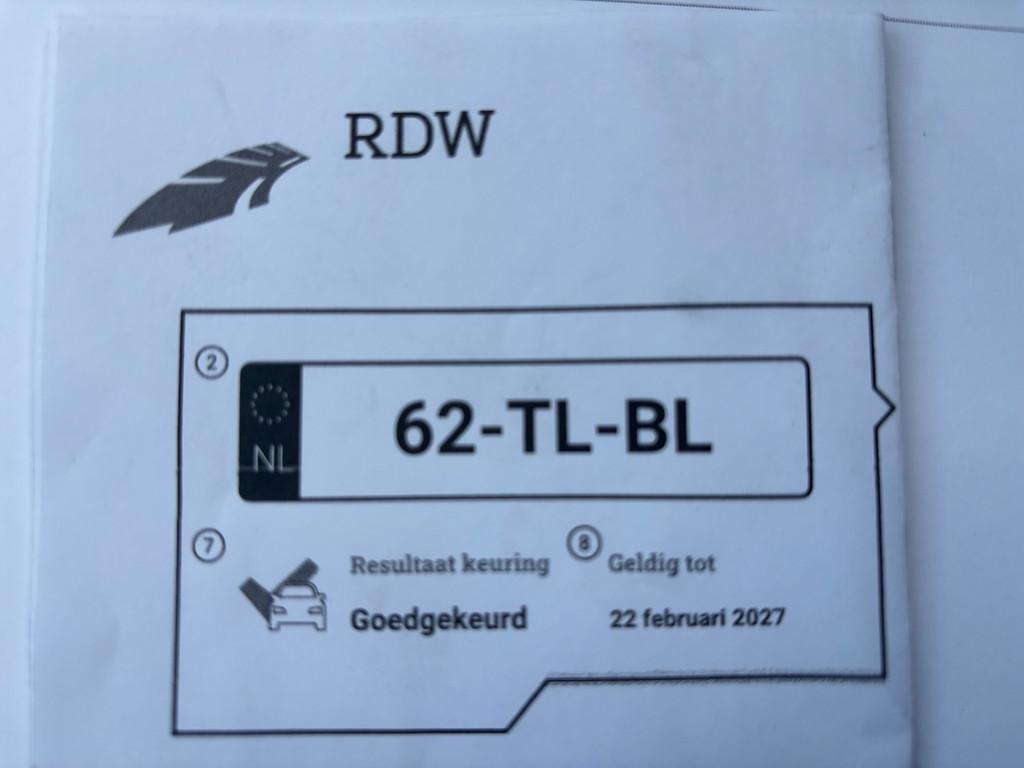 RDW
2
NL
62-TL-BL
7
Resultaat keuring
Goedgekeurd
8
Geldig tot
22 februari 2027